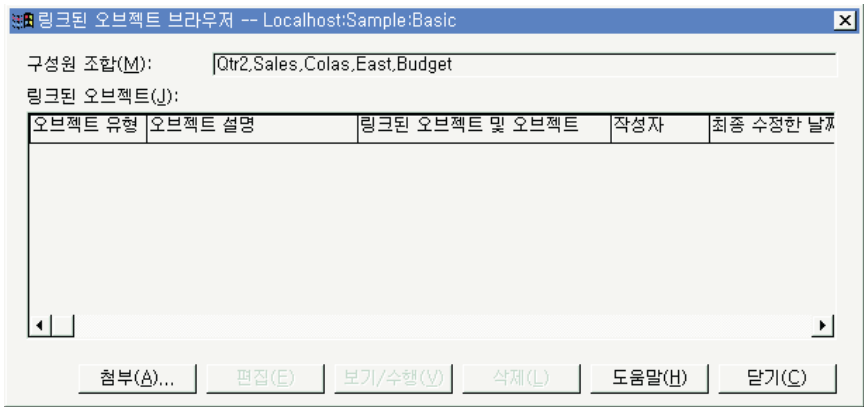 링크된 오브젝트 브라우저 -- Localhost:Sample:Basic
구성원 조합(M): Qtr2,Sales,Colas,East,Budget
링크된 오브젝트(J):
오브젝트 유형 오브젝트 설명 링크된 오브젝트 및 오브젝트 작성자 최종 수정한 날짜
첨부(A)... 편집(E) 보기/수행(V) 삭제(L) 도움말(H) 닫기(C)